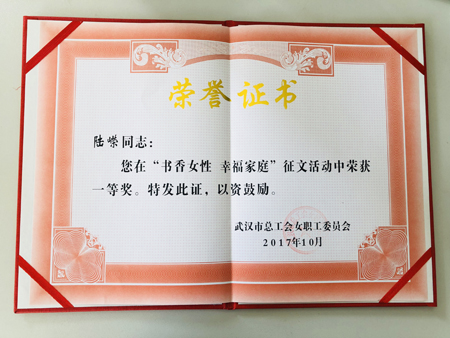 荣誉证书
陆嵘同志：
您在“书香女性 幸福家庭”征文活动中荣获
一等奖。特发此证，以资鼓励。
武汉市总工会女职工委员会
2017年10月